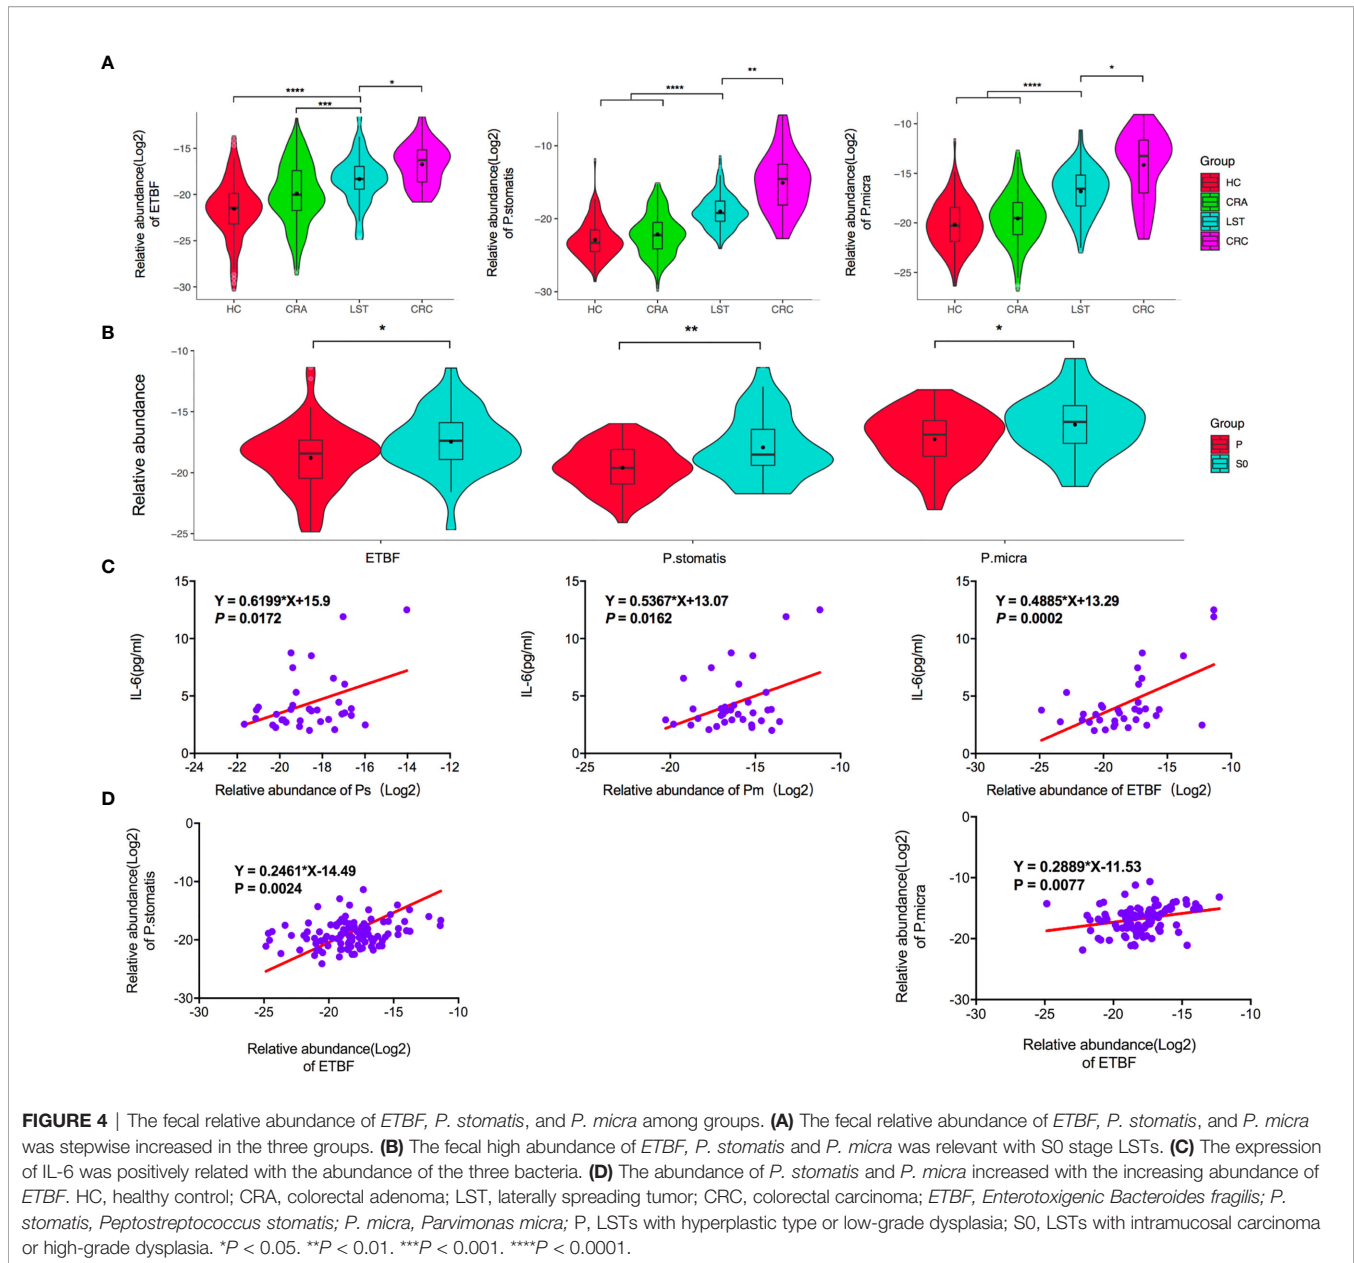 A
Relative abundance(Log2)
of ETBF
-15
-20
-25
-30
****
***
*
HC
CRA
LST
CRC
Relative abundance(Log2)
of P.stomatis
-10
-20
-30
****
**
HC
CRA
LST
CRC
Relative abundance(Log2)
of P.micra
-10
-15
-20
-25
****
*
HC
CRA
LST
CRC
Group
HC
CRA
LST
CRC
B
Relative abundance
-10
-15
-20
-25
*
**
*
ETBF
P.stomatis
P.micra
Group
P
S0
C
IL-6(pg/ml)
15
10
5
0
Y = 0.6199*X+15.9
P = 0.0172
-24 -22 -20 -18 -16 -14 -12
Relative abundance of Ps (Log2)
IL-6(pg/ml)
15
10
5
0
Y = 0.5367*X+13.07
P = 0.0162
-25 -20 -15 -10
Relative abundance of Pm (Log2)
IL-6(pg/ml)
15
10
5
0
Y = 0.4885*X+13.29
P = 0.0002
-30 -25 -20 -15 -10
Relative abundance of ETBF (Log2)
D
Relative abundance(Log2)
of P.stomatis
0
-10
-20
-30
Y = 0.2461*X-14.49
P = 0.0024
-30 -25 -20 -15 -10
Relative abundance(Log2)
of ETBF
Relative abundance(Log2)
of P.micra
0
-10
-20
-30
Y = 0.2889*X-11.53
P = 0.0077
-30 -25 -20 -15 -10
Relative abundance(Log2)
of ETBF
FIGURE 4 | The fecal relative abundance of ETBF, P. stomatis, and P. micra among groups. (A) The fecal relative abundance of ETBF, P. stomatis, and P. micra
was stepwise increased in the three groups. (B) The fecal high abundance of ETBF, P. stomatis and P. micra was relevant with S0 stage LSTs. (C) The expression
of IL-6 was positively related with the abundance of the three bacteria. (D) The abundance of P. stomatis and P. micra increased with the increasing abundance of
ETBF. HC, healthy control; CRA, colorectal adenoma; LST, laterally spreading tumor; CRC, colorectal carcinoma; ETBF, Enterotoxigenic Bacteroides fragilis; P.
stomatis, Peptostreptococcus stomatis; P. micra, Parvimonas micra; P, LSTs with hyperplastic type or low-grade dysplasia; S0, LSTs with intramucosal carcinoma
or high-grade dysplasia. *P < 0.05. **P < 0.01. ***P < 0.001. ****P < 0.0001.